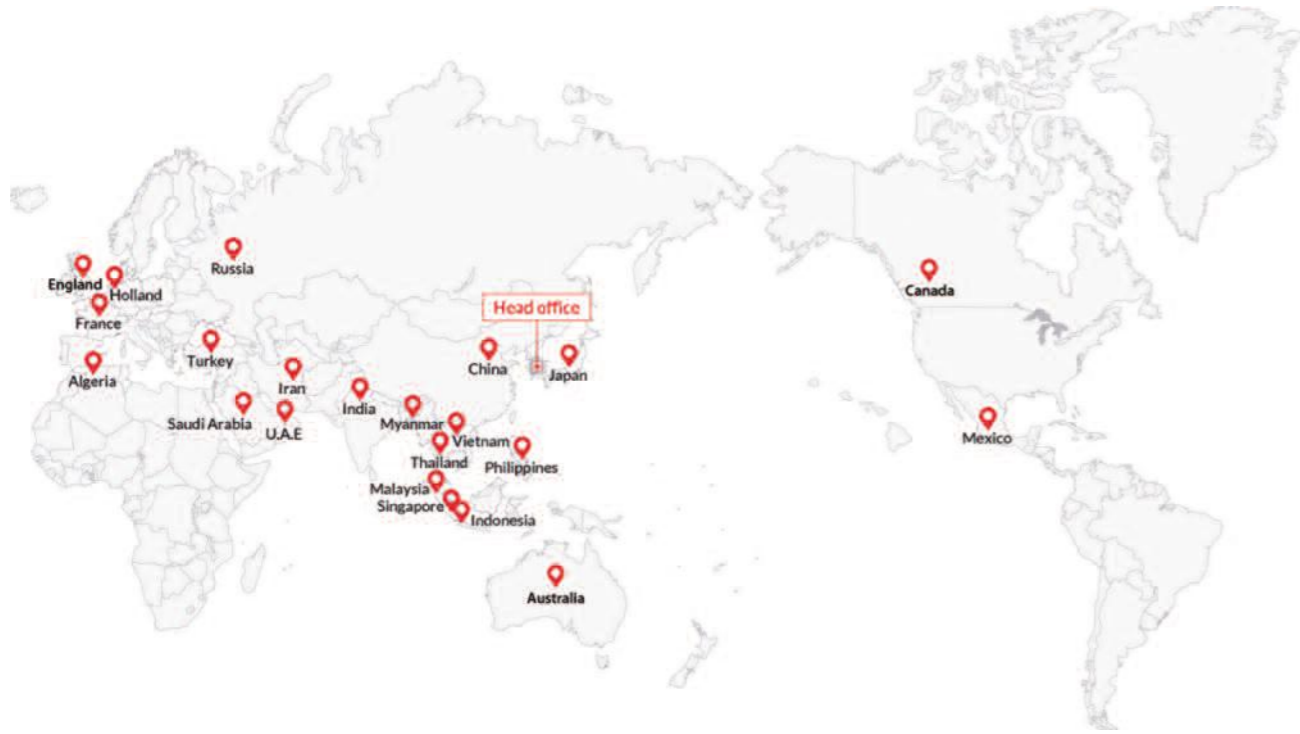 Russia
England
Holland
Canada
Head office
France
Turkey
China
Japan
Algeria
Iran
India
Saudi Arabia
U.A.E
Myanmar
Vietnam
Mexico
Thailand
Philippines
Malaysia
Singapore
Indonesia
Australia